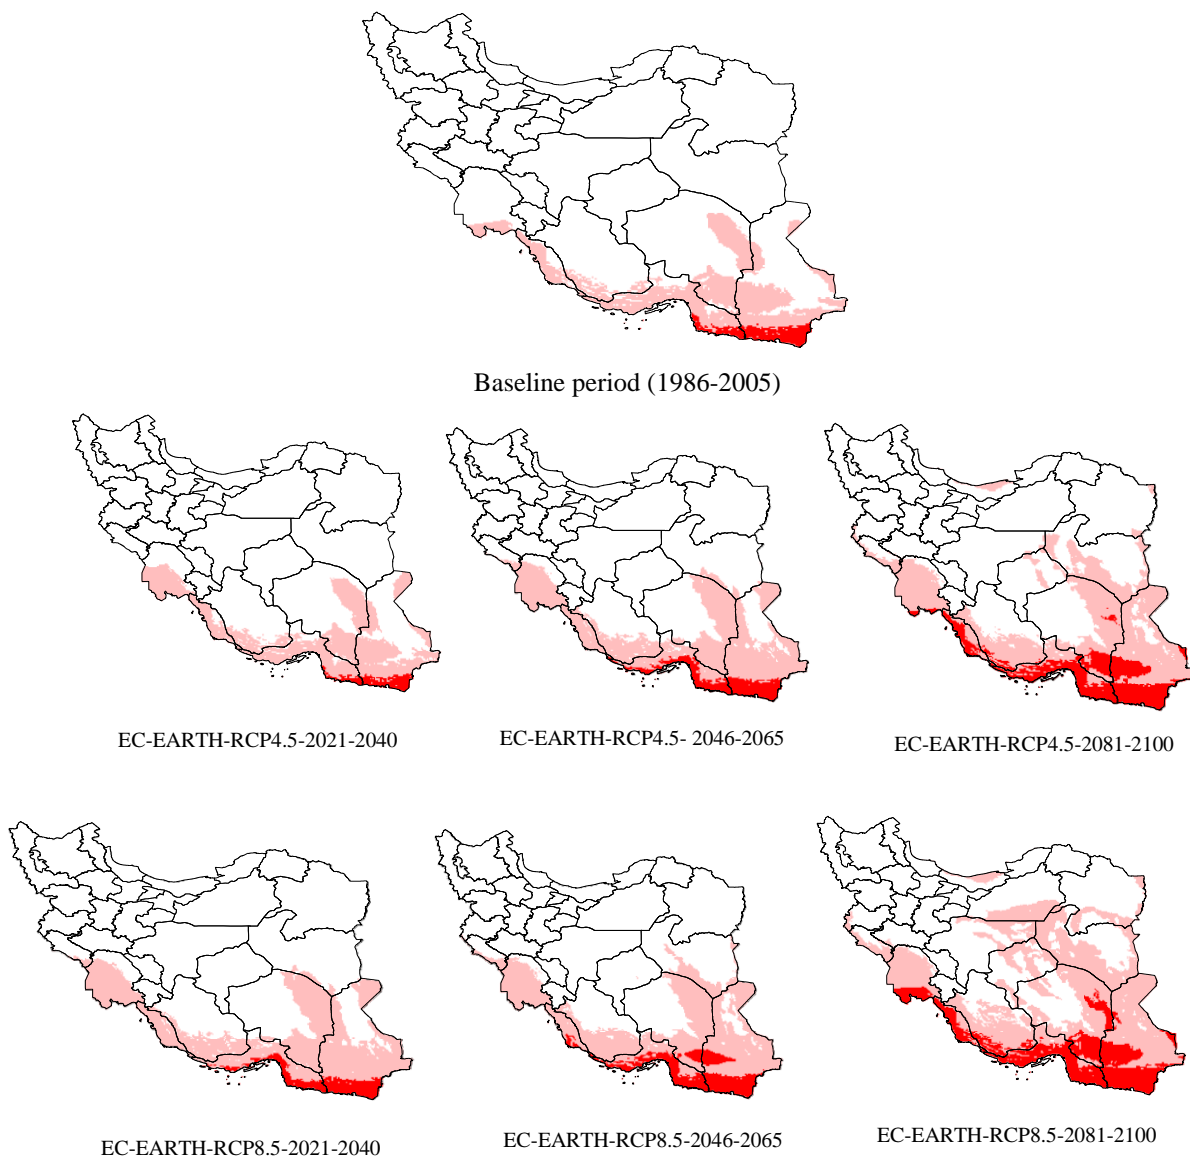 Baseline period (1986-2005)
EC-EARTH-RCP4.5-2021-2040
EC-EARTH-RCP4.5- 2046-2065
EC-EARTH-RCP4.5-2081-2100
EC-EARTH-RCP8.5-2021-2040
EC-EARTH-RCP8.5-2046-2065
EC-EARTH-RCP8.5-2081-2100